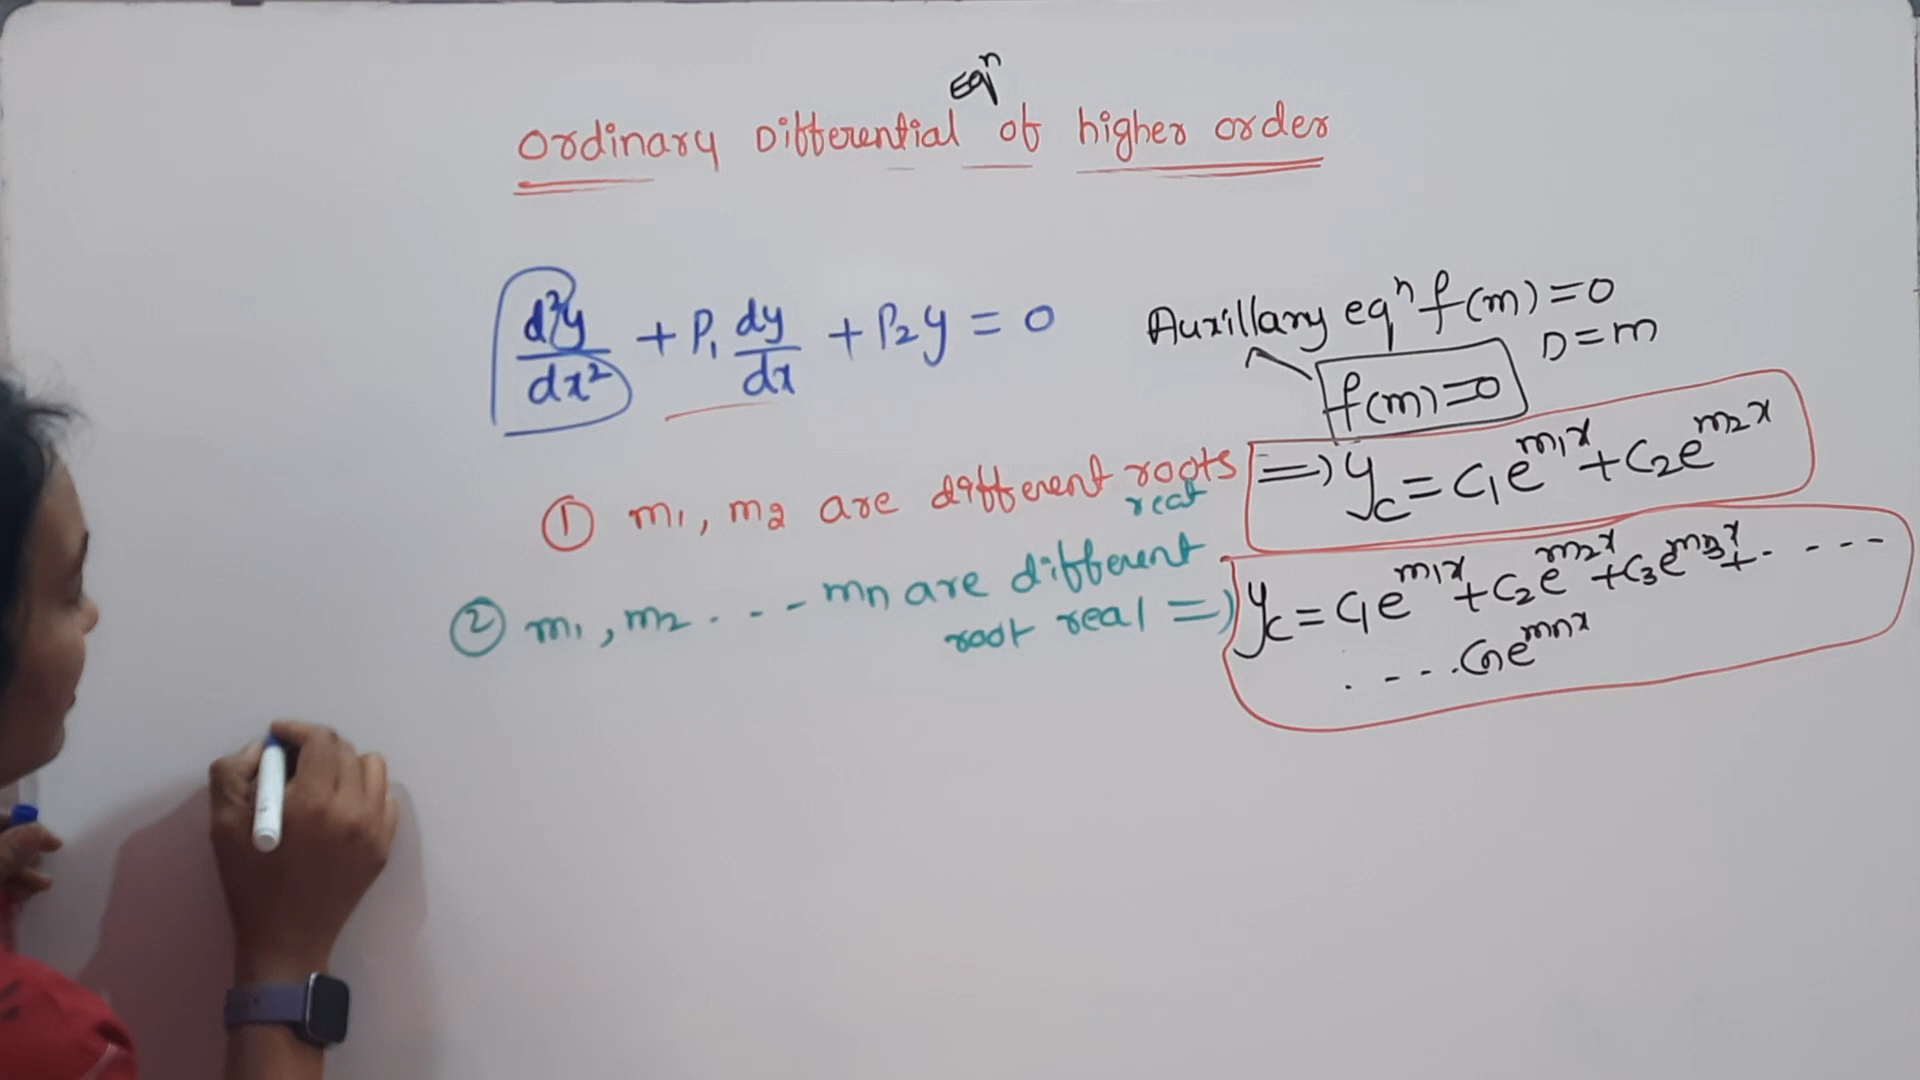 Ordinary Differential Eqⁿ of higher order
d²y/dx² + P₁ dy/dx + P₂y = 0
Auxillary eqⁿ f(m) = 0
D = m
f(m) = 0
① m₁, m₂ are different roots real ⇒ y_c = c₁e^{m₁x} + c₂e^{m₂x}
② m₁, m₂ . . . mn are different
root real ⇒ y_c = c₁e^{m₁x} + c₂e^{m₂x} + c₃e^{m₃x} + . - - -
. - - - . cne^{mnx}